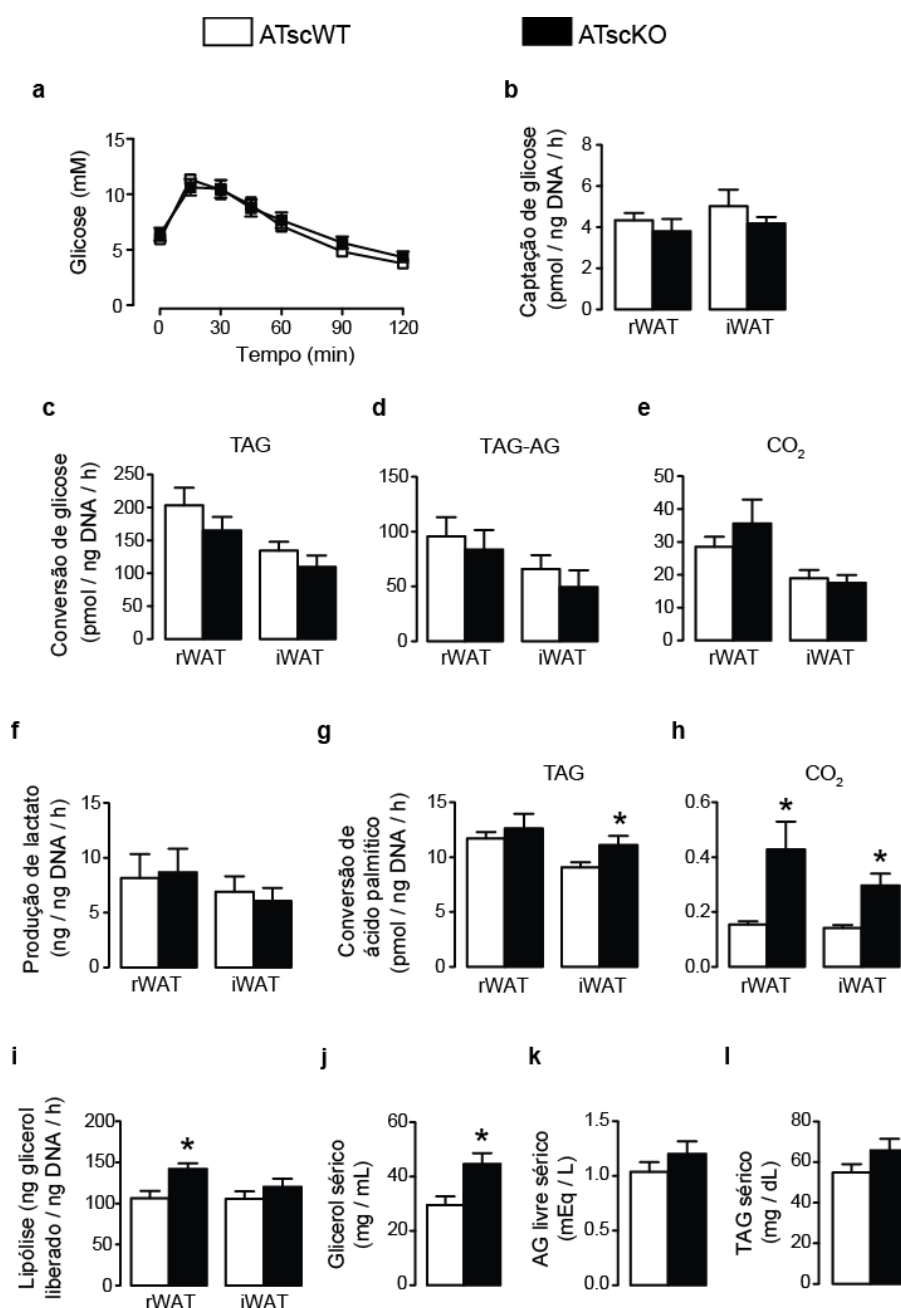 ATscWT ATscKO
a
Glicose (mM)
15
10
5
0
0 30 60 90 120
Tempo (min)
b
Captação de glicose
(pmol / ng DNA / h)
8
6
4
2
0
rWAT iWAT
c
TAG
Conversão de glicose
(pmol / ng DNA / h)
250
200
150
100
50
0
rWAT iWAT
d
TAG-AG
150
100
50
0
rWAT iWAT
e
CO2
50
40
30
20
10
0
rWAT iWAT
f
Produção de lactato
(ng / ng DNA / h)
15
10
5
0
rWAT iWAT
g
TAG
Conversão de
ácido palmítico
(pmol / ng DNA / h)
15
10
5
0
*
rWAT iWAT
h
CO2
0.6
0.4
0.2
0.0
* *
rWAT iWAT
i
Lipólise (ng glicerol
liberado / ng DNA / h)
200
150
100
50
0
*
rWAT iWAT
j
Glicerol sérico
(mg / mL)
60
40
20
0
*
k
AG livre sérico
(mEq / L)
1.5
1.0
0.5
0.0
l
TAG sérico
(mg / dL)
80
60
40
20
0